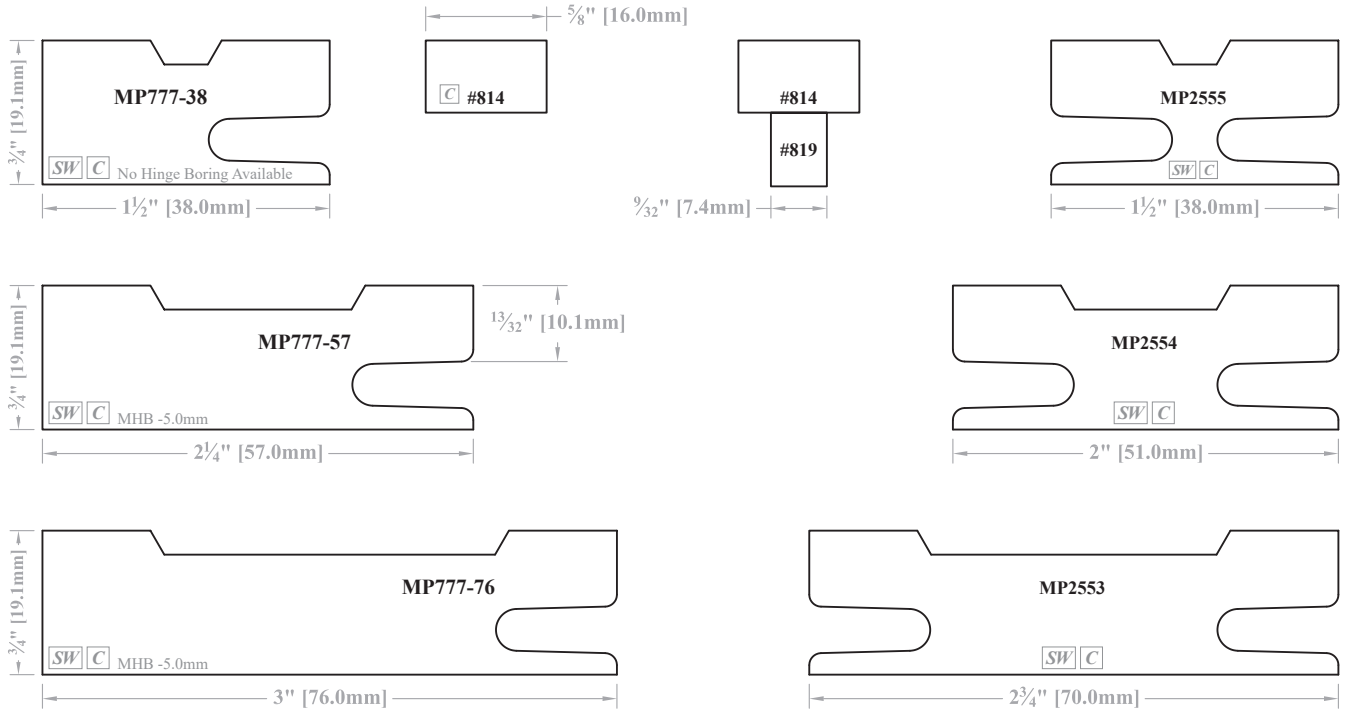 ⅝" [16.0mm]
¾" [19.1mm]
MP777-38
SW C No Hinge Boring Available
1½" [38.0mm]
C #814
#814
#819
9⁄32" [7.4mm]
MP2555
SW C
1½" [38.0mm]
¾" [19.1mm]
MP777-57
SW C MHB -5.0mm
2¼" [57.0mm]
13⁄32" [10.1mm]
MP2554
SW C
2" [51.0mm]
¾" [19.1mm]
MP777-76
SW C MHB -5.0mm
3" [76.0mm]
MP2553
SW C
2¾" [70.0mm]